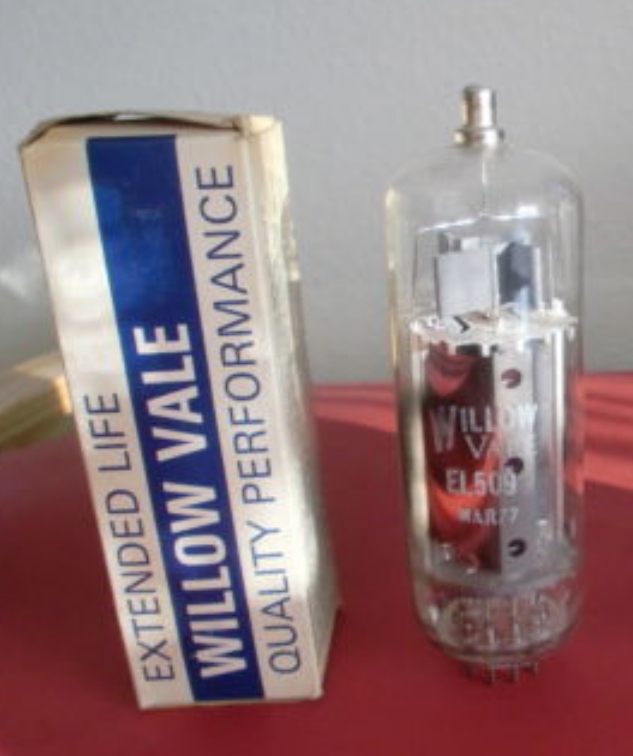 EXTENDED LIFE
WILLOW VALE
QUALITY PERFORMANCE
WILLOW
VALE
EL509
MAR77